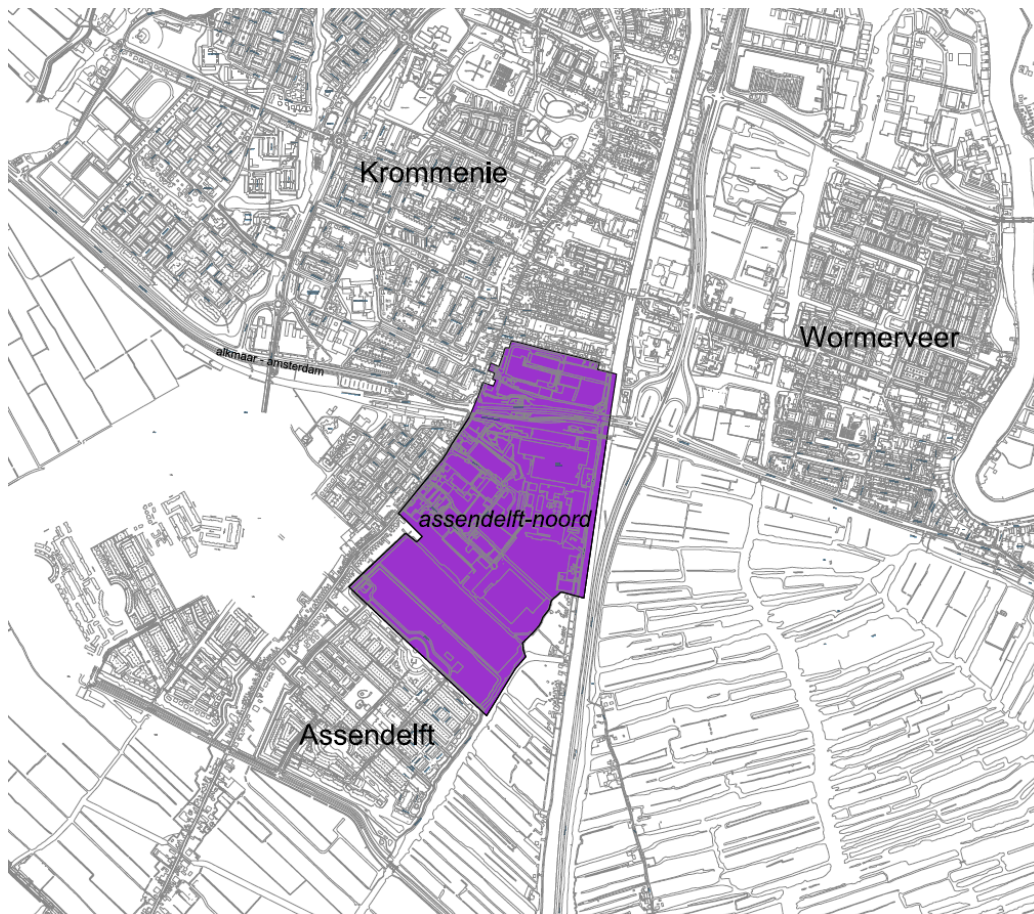 Krommenie
Wormerveer
alkmaar - amsterdam
assendelft-noord
Assendelft